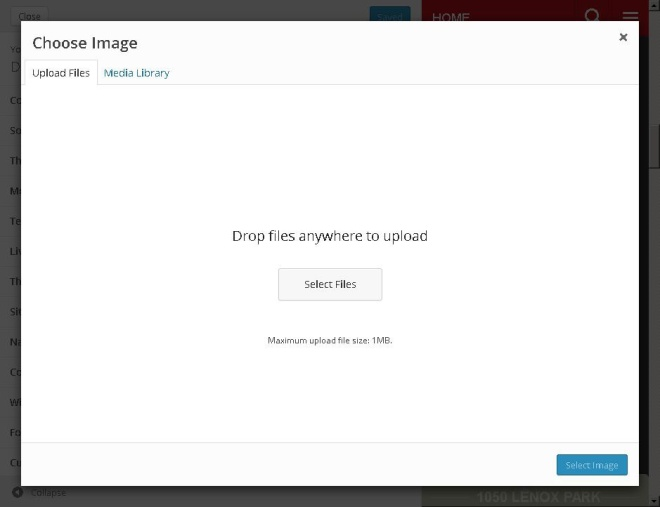 Close
HOME
Choose Image
×
Upload Files Media Library
Drop files anywhere to upload
Select Files
Maximum upload file size: 1MB.
Select Image
Collapse
1050 LENOX PARK